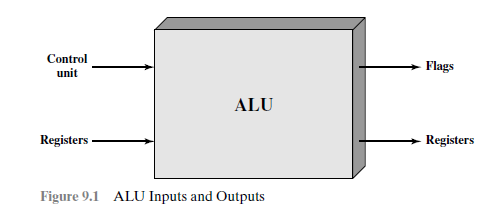 Control
unit
Flags
ALU
Registers
Registers
Figure 9.1 ALU Inputs and Outputs